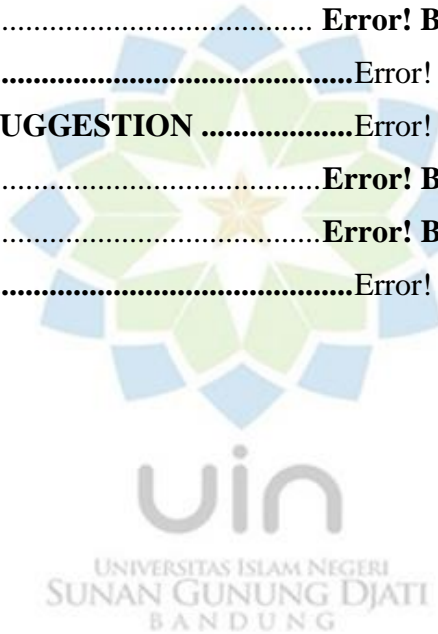 .................................... Error! B
................................................Error!
UGGESTION ....................Error!
.....................................Error! B
.....................................Error! B
................................................Error!
uin
UNIVERSITAS ISLAM NEGERI
SUNAN GUNUNG DJATI
BANDUNG